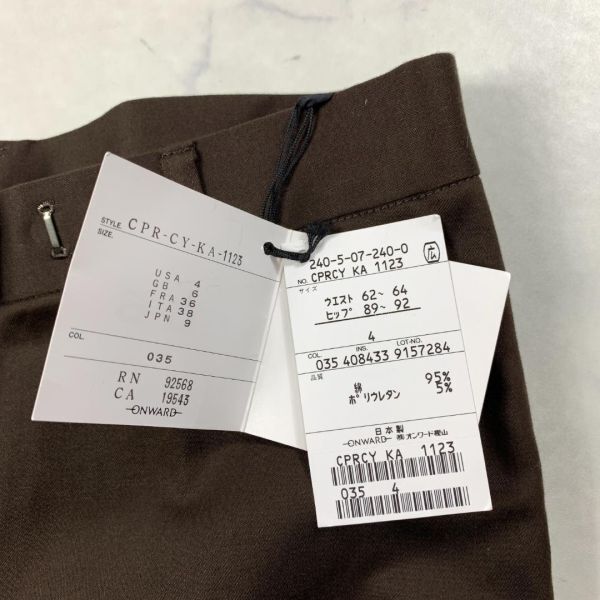 STYLE. CPR-CY-KA-1123
SIZE.
USA 4
GB 6
FRA 36
ITA 38
JPN 9
COL.
035
RN 92568
CA 19543
ONWARD
240-5-07-240-0
広
NO. CPRCY KA 1123
サイズ
ウエスト 62~ 64
ヒップ 89~ 92
4
COL. INS. LOT-NO.
035 408433 9157284
品質
綿 95%
ポリウレタン 5%
日本製
ONWARD ㈱オンワード樫山
CPRCY KA 1123
035 4